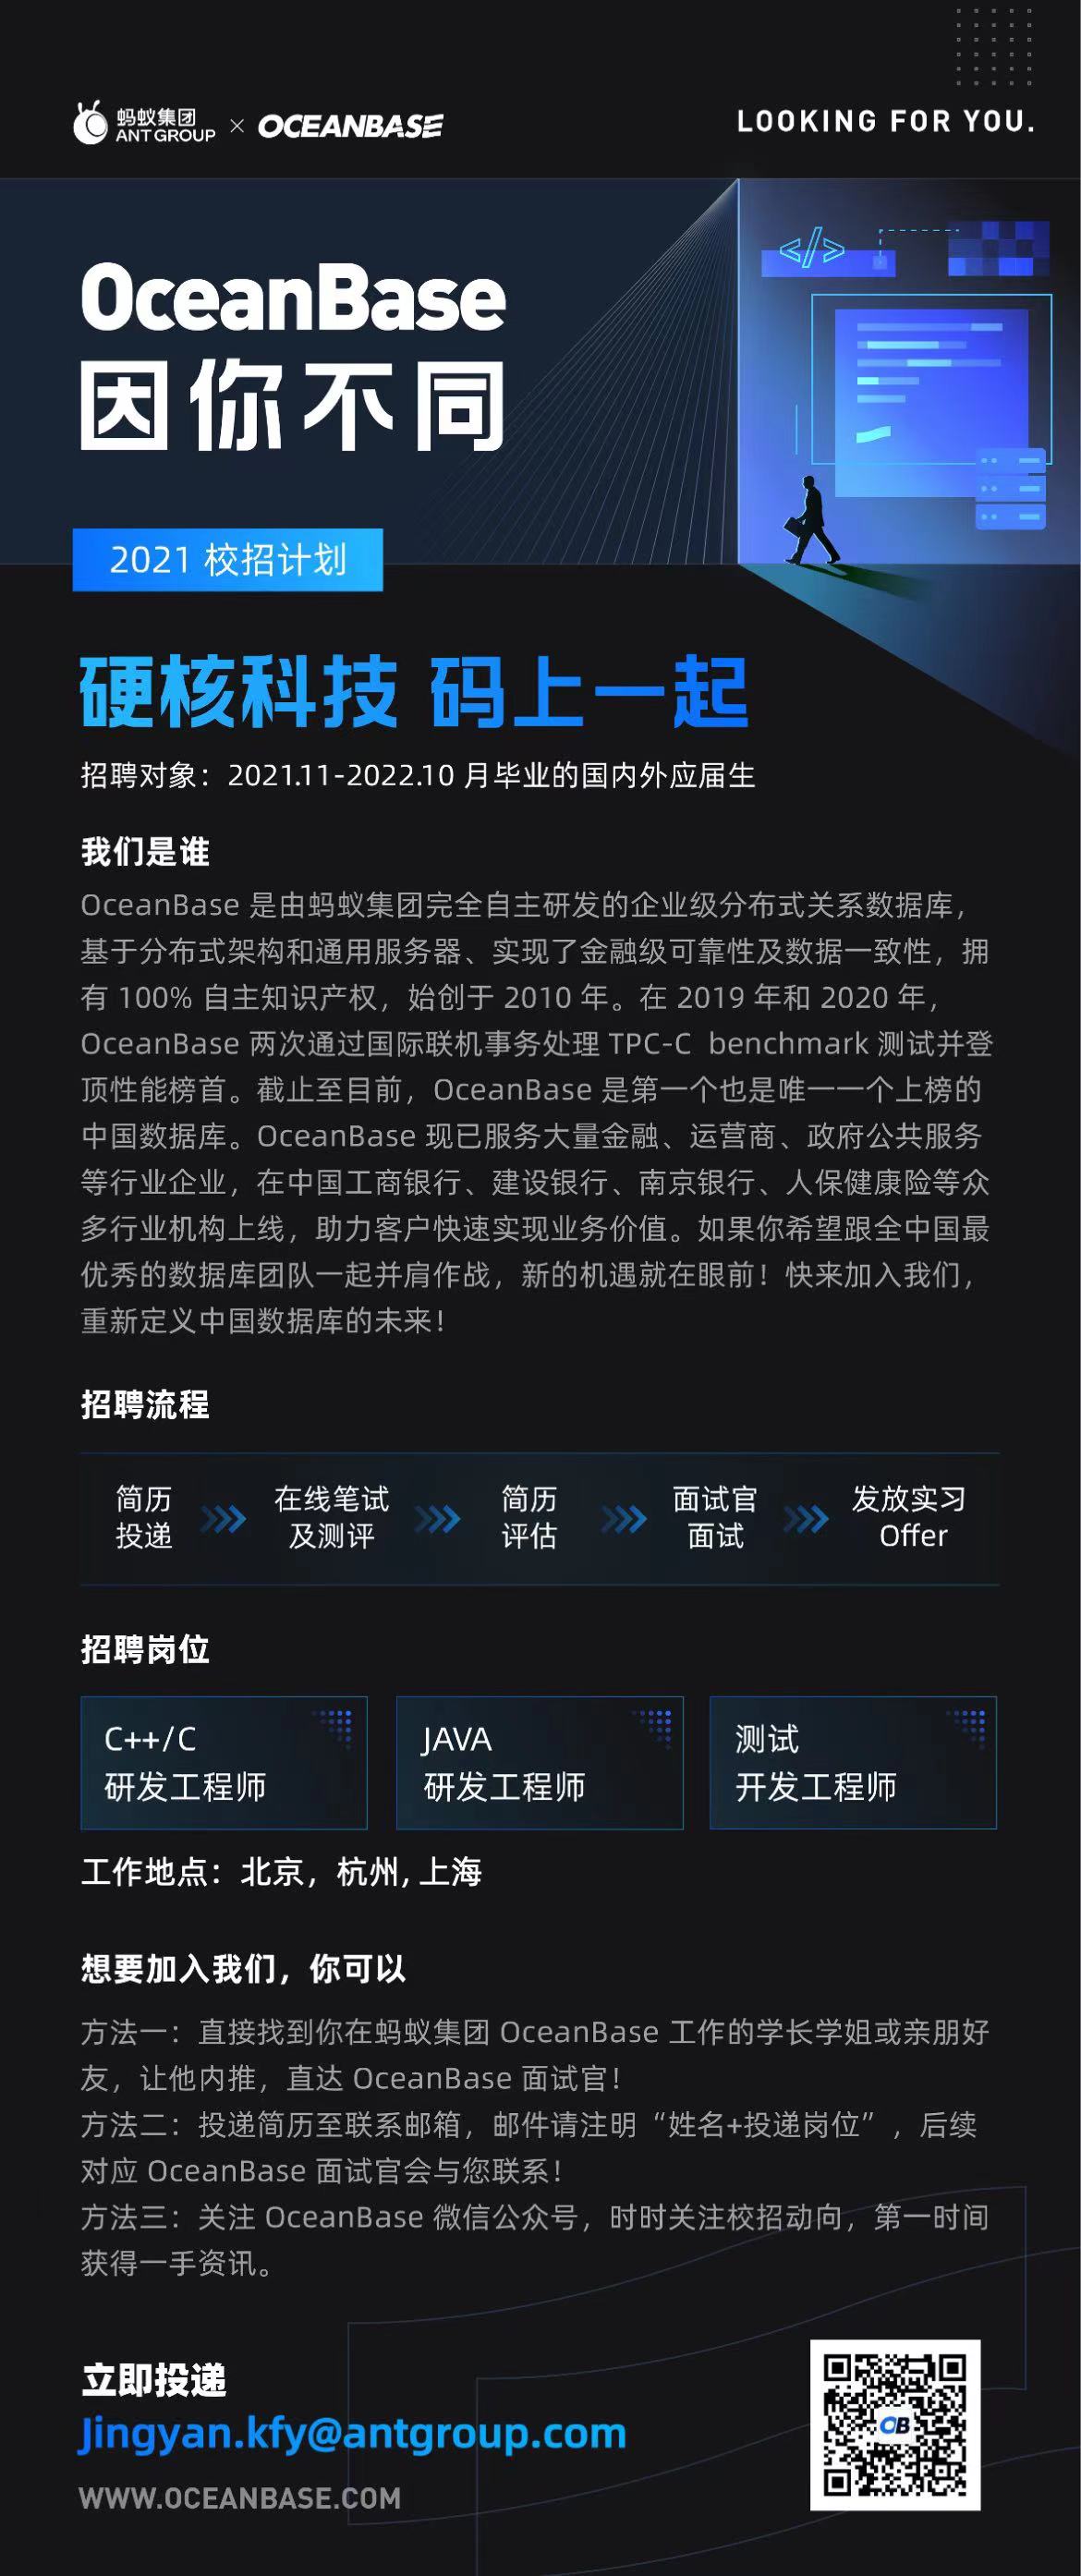 蚂蚁集团
ANT GROUP
×
OCEANBASE
LOOKING FOR YOU.
</>
OceanBase
因你不同
2021 校招计划
硬核科技 码上一起
招聘对象：2021.11-2022.10 月毕业的国内外应届生
我们是谁
OceanBase 是由蚂蚁集团完全自主研发的企业级分布式关系数据库，
基于分布式架构和通用服务器、实现了金融级可靠性及数据一致性，拥
有 100% 自主知识产权，始创于 2010 年。在 2019 年和 2020 年，
OceanBase 两次通过国际联机事务处理 TPC-C benchmark 测试并登
顶性能榜首。截止至目前，OceanBase 是第一个也是唯一一个上榜的
中国数据库。OceanBase 现已服务大量金融、运营商、政府公共服务
等行业企业，在中国工商银行、建设银行、南京银行、人保健康险等众
多行业机构上线，助力客户快速实现业务价值。如果你希望跟全中国最
优秀的数据库团队一起并肩作战，新的机遇就在眼前！快来加入我们，
重新定义中国数据库的未来！
招聘流程
简历
投递
在线笔试
及测评
简历
评估
面试官
面试
发放实习
Offer
招聘岗位
C++/C
研发工程师
JAVA
研发工程师
测试
开发工程师
工作地点：北京，杭州, 上海
想要加入我们，你可以
方法一：直接找到你在蚂蚁集团 OceanBase 工作的学长学姐或亲朋好
友，让他内推，直达 OceanBase 面试官！
方法二：投递简历至联系邮箱，邮件请注明“姓名+投递岗位”，后续
对应 OceanBase 面试官会与您联系！
方法三：关注 OceanBase 微信公众号，时时关注校招动向，第一时间
获得一手资讯。
立即投递
Jingyan.kfy@antgroup.com
WWW.OCEANBASE.COM
OB